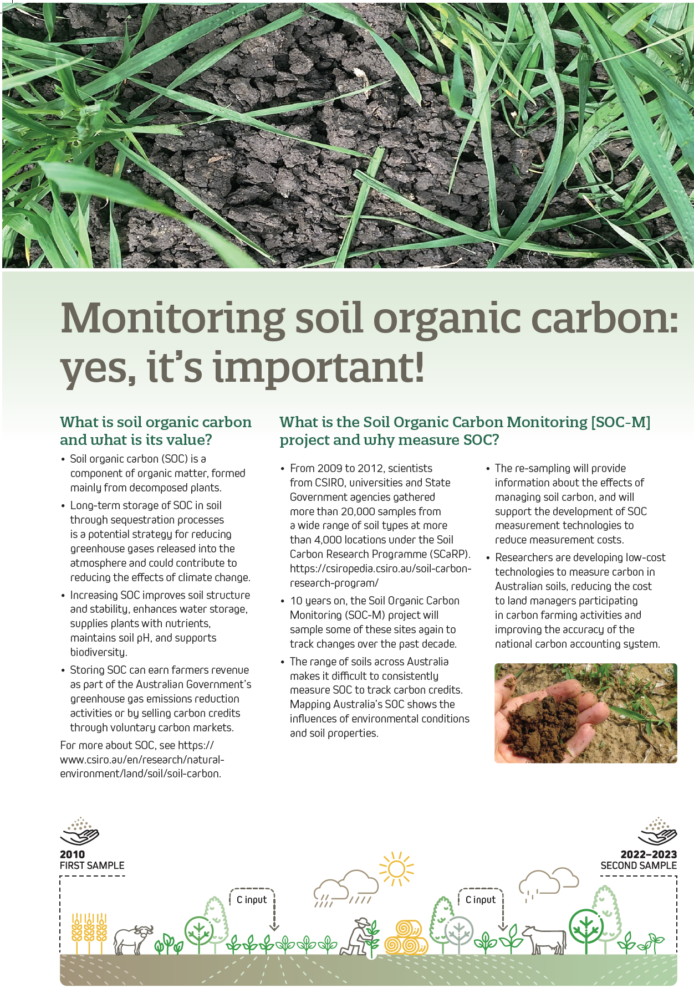 Monitoring soil organic carbon:
yes, it's important!
What is soil organic carbon
and what is its value?
• Soil organic carbon (SOC) is a
component of organic matter, formed
mainly from decomposed plants.
• Long-term storage of SOC in soil
through sequestration processes
is a potential strategy for reducing
greenhouse gases released into the
atmosphere and could contribute to
reducing the effects of climate change.
• Increasing SOC improves soil structure
and stability, enhances water storage,
supplies plants with nutrients,
maintains soil pH, and supports
biodiversity.
• Storing SOC can earn farmers revenue
as part of the Australian Government's
greenhouse gas emissions reduction
activities or by selling carbon credits
through voluntary carbon markets.
For more about SOC, see https://
www.csiro.au/en/research/natural-
environment/land/soil/soil-carbon.
What is the Soil Organic Carbon Monitoring [SOC-M]
project and why measure SOC?
• From 2009 to 2012, scientists
from CSIRO, universities and State
Government agencies gathered
more than 20,000 samples from
a wide range of soil types at more
than 4,000 locations under the Soil
Carbon Research Programme (SCaRP).
https://csiropedia.csiro.au/soil-carbon-
research-program/
• 10 years on, the Soil Organic Carbon
Monitoring (SOC-M) project will
sample some of these sites again to
track changes over the past decade.
• The range of soils across Australia
makes it difficult to consistently
measure SOC to track carbon credits.
Mapping Australia's SOC shows the
influences of environmental conditions
and soil properties.
• The re-sampling will provide
information about the effects of
managing soil carbon, and will
support the development of SOC
measurement technologies to
reduce measurement costs.
• Researchers are developing low-cost
technologies to measure carbon in
Australian soils, reducing the cost
to land managers participating
in carbon farming activities and
improving the accuracy of the
national carbon accounting system.
2010
FIRST SAMPLE
2022–2023
SECOND SAMPLE
C input
C input